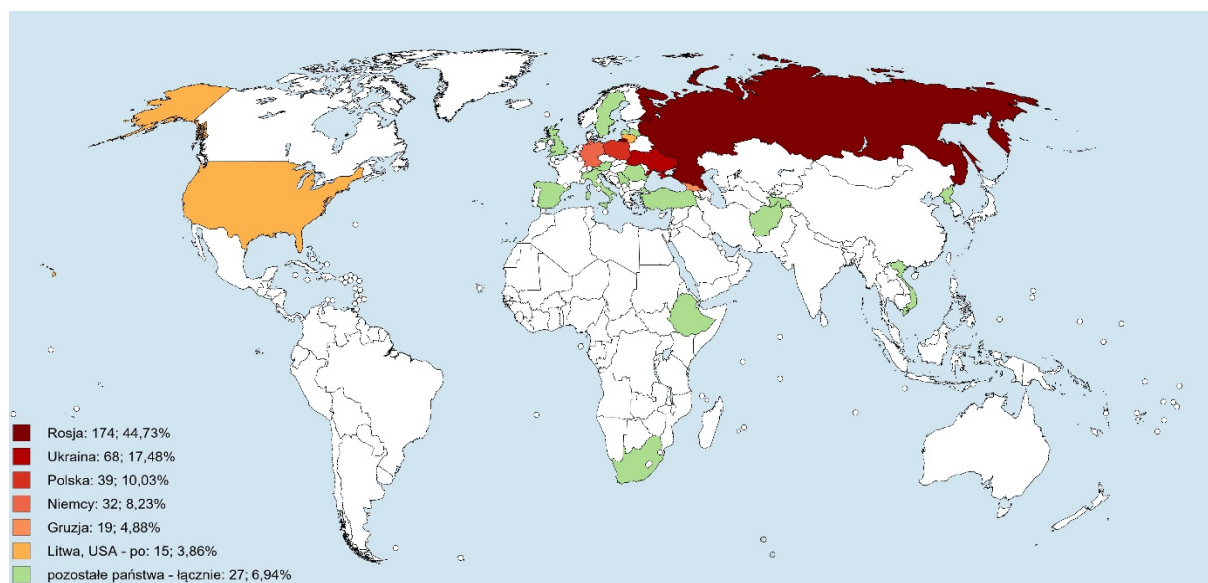 Rosja: 174; 44,73%
Ukraina: 68; 17,48%
Polska: 39; 10,03%
Niemcy: 32; 8,23%
Gruzja: 19; 4,88%
Litwa, USA - po: 15; 3,86%
pozostałe państwa - łącznie: 27; 6,94%